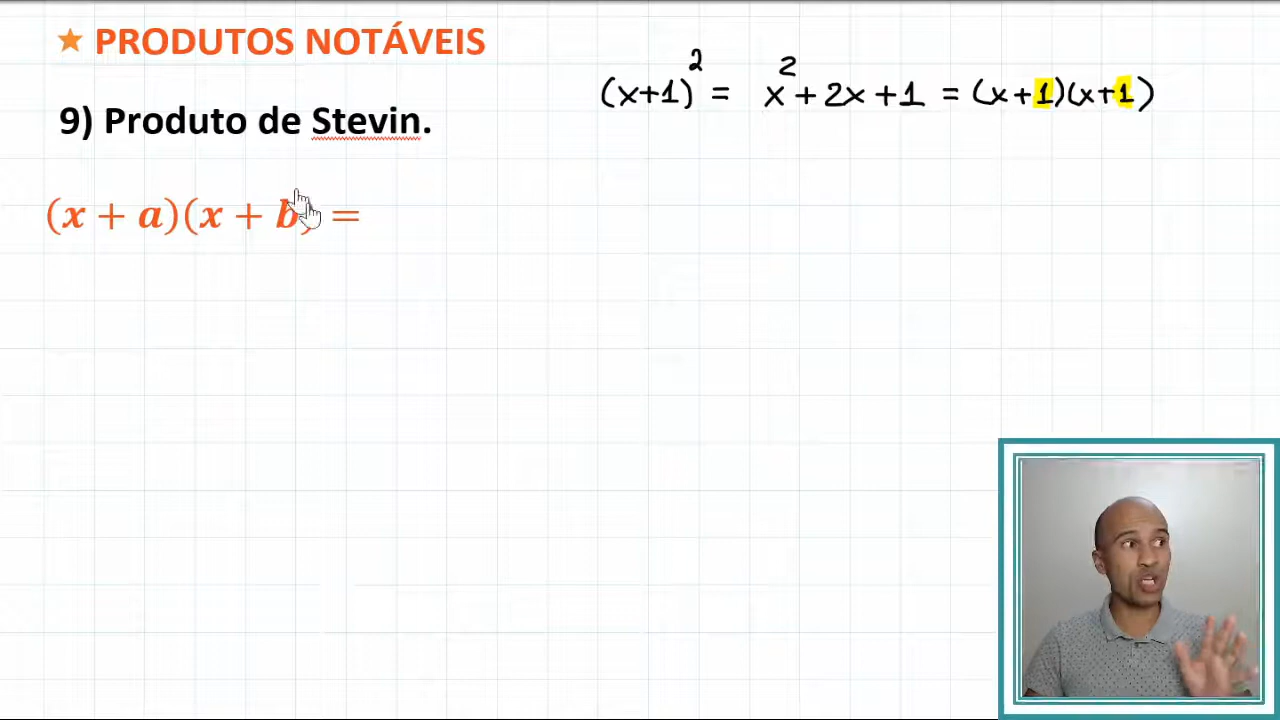 PRODUTOS NOTÁVEIS
(x+1)² = x² + 2x + 1 = (x+1)(x+1)
9) Produto de Stevin.
(x + a)(x + b) =